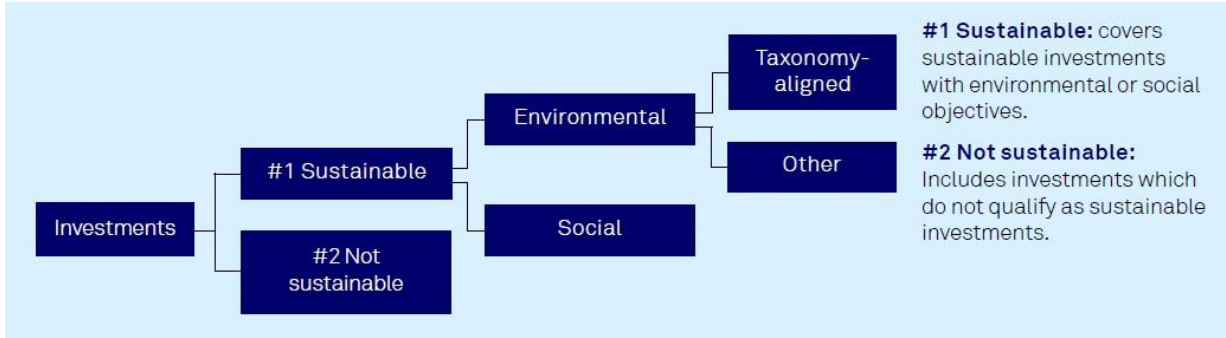 Investments
#1 Sustainable
#2 Not
sustainable
Environmental
Social
Taxonomy-
aligned
Other
#1 Sustainable: covers
sustainable investments
with environmental or social
objectives.
#2 Not sustainable:
Includes investments which
do not qualify as sustainable
investments.